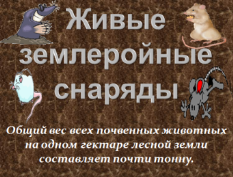 Живые
землеройные
снаряды
Общий вес всех почвенных животных
на одном гектаре лесной земли
составляет почти тонну.